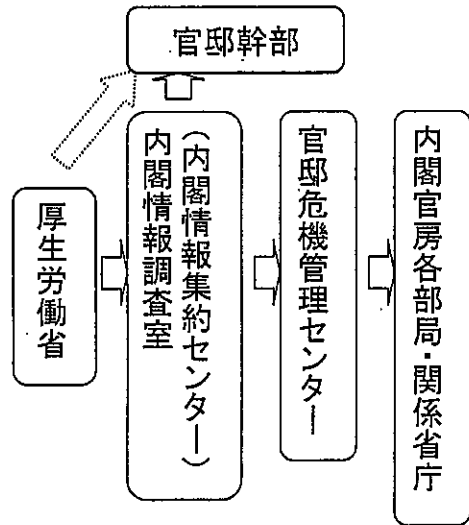 官邸幹部
厚生労働省
内閣情報調査室
（内閣情報集約センター）
官邸危機管理センター
内閣官房各部局・関係省庁